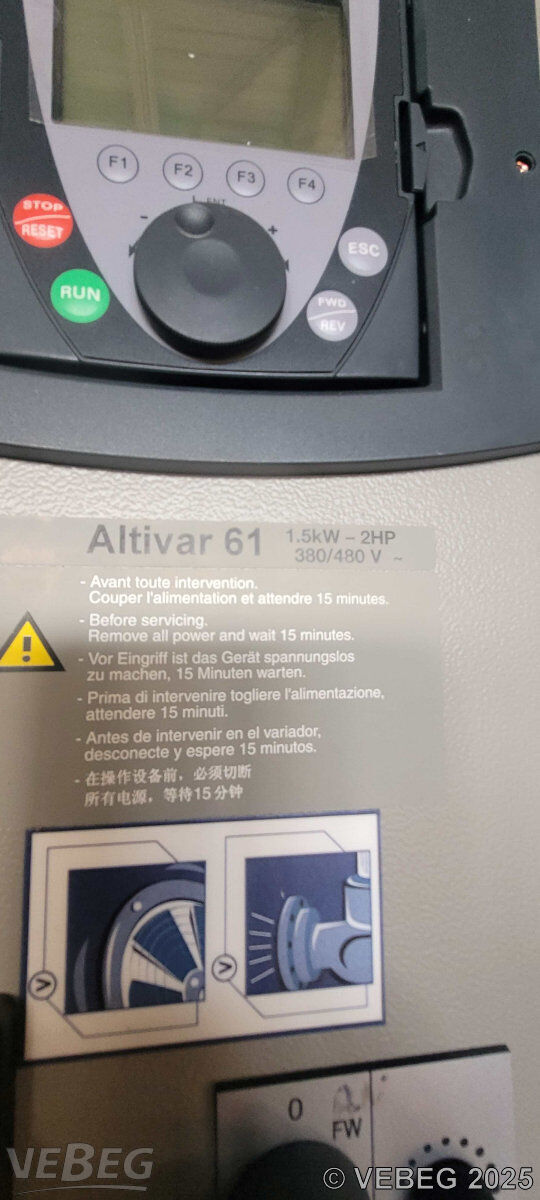 F1 F2 F3 F4
ENT
STOP
RESET
- +
ESC
RUN
FWD
REV
Altivar 61 1.5kW – 2HP
380/480 V ~
- Avant toute intervention.
Couper l'alimentation et attendre 15 minutes.
- Before servicing.
Remove all power and wait 15 minutes.
- Vor Eingriff ist das Gerät spannungslos
zu machen, 15 Minuten warten.
- Prima di intervenire togliere l'alimentazione,
attendere 15 minuti.
- Antes de intervenir en el variador,
desconecte y espere 15 minutos.
- 在操作设备前，必须切断
所有电源，等待15分钟
0
FW
VEBEG
© VEBEG 2025